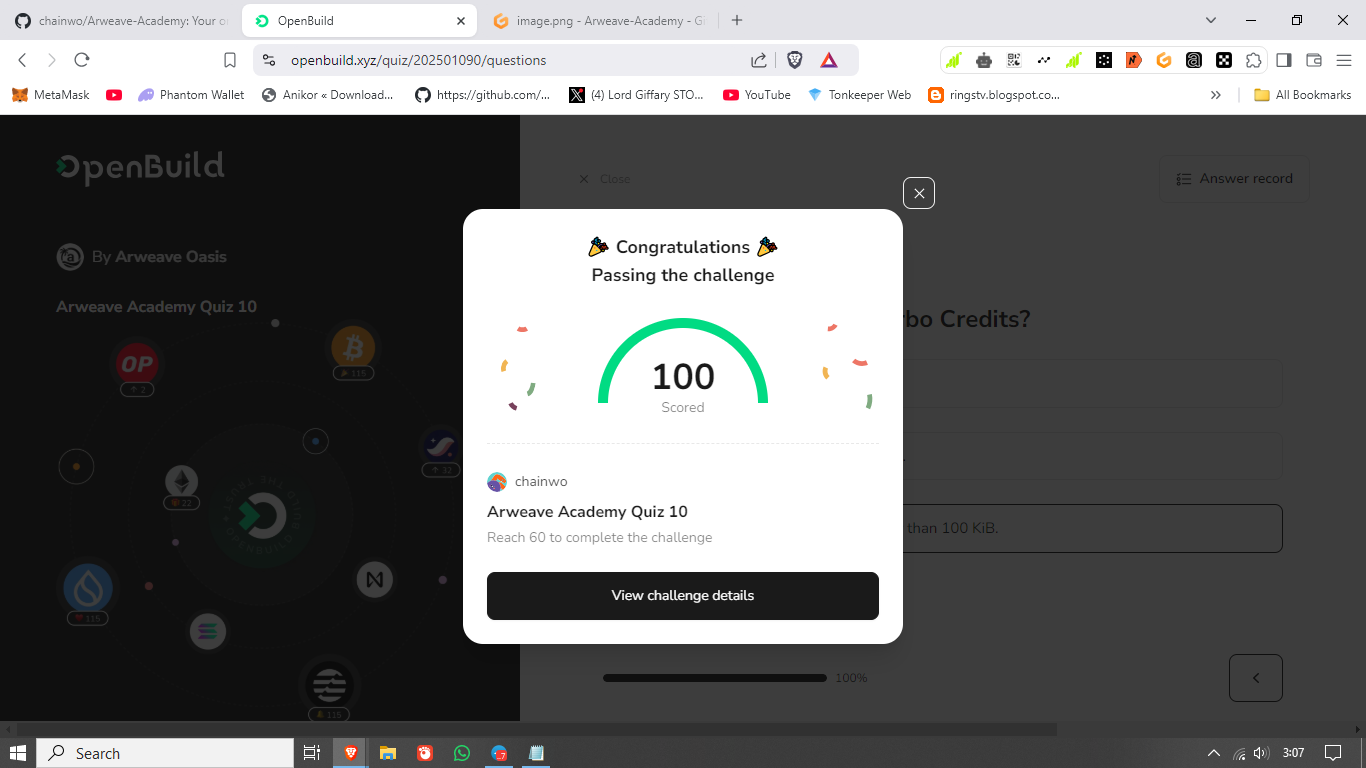 chainwo/Arweave-Academy: Your o
OpenBuild
image.png - Arweave-Academy - Gi
openbuild.xyz/quiz/202501090/questions
MetaMask
Phantom Wallet
Anikor « Download...
https://github.com/...
(4) Lord Giffary STO...
YouTube
Tonkeeper Web
ringstv.blogspot.co...
All Bookmarks
OpenBuild
Close
Answer record
By Arweave Oasis
Arweave Academy Quiz 10
🎉 Congratulations 🎉
Passing the challenge
rbo Credits?
OP
2
115
100
Scored
32
22
chainwo
Arweave Academy Quiz 10
than 100 KiB.
Reach 60 to complete the challenge
View challenge details
115
100%
115
Search
3:07